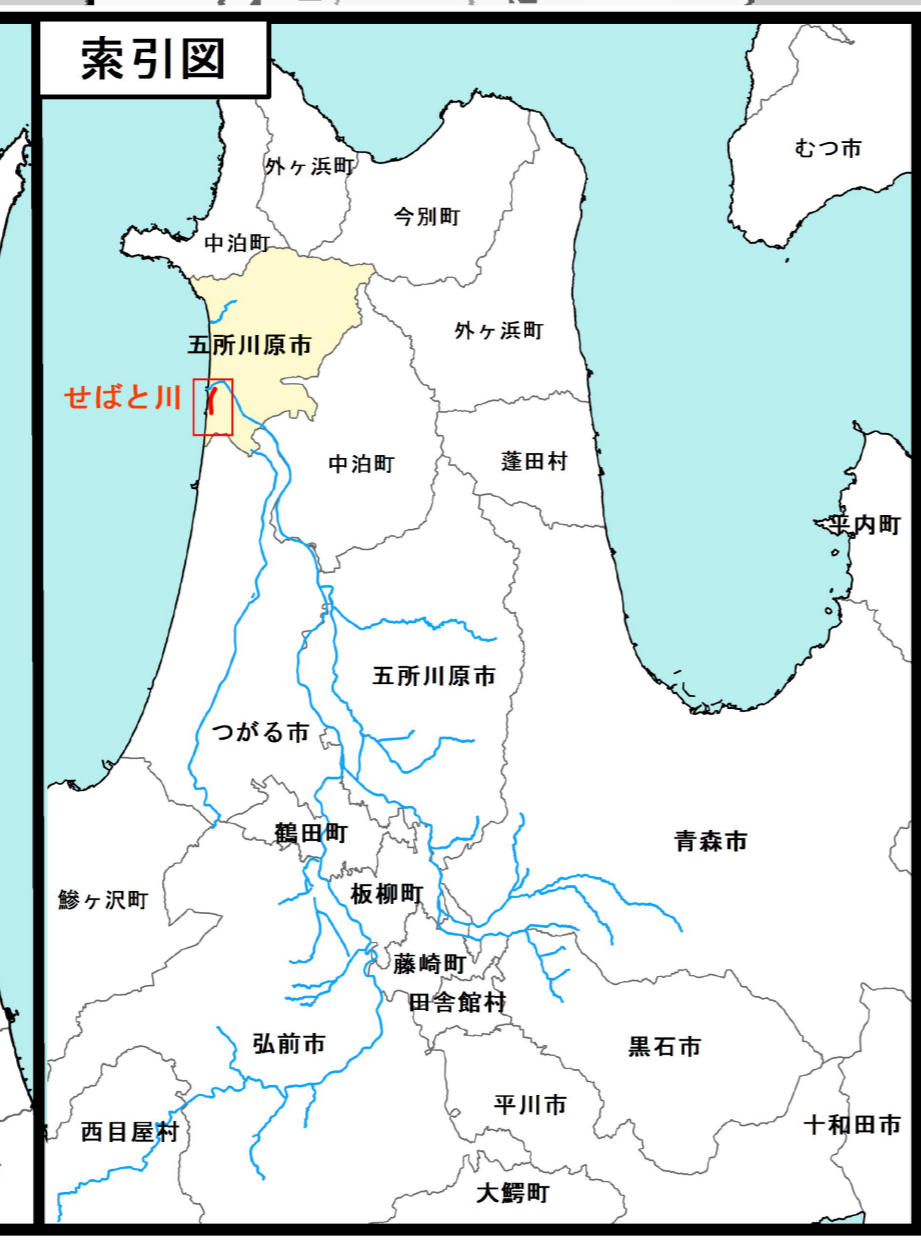 索引図
むつ市
外ヶ浜町
今別町
中泊町
外ヶ浜町
五所川原市
せばと川
中泊町
蓬田村
平内町
五所川原市
つがる市
鶴田町
青森市
板柳町
鰺ヶ沢町
藤崎町
田舎館村
弘前市
黒石市
平川市
十和田市
西目屋村
大鰐町